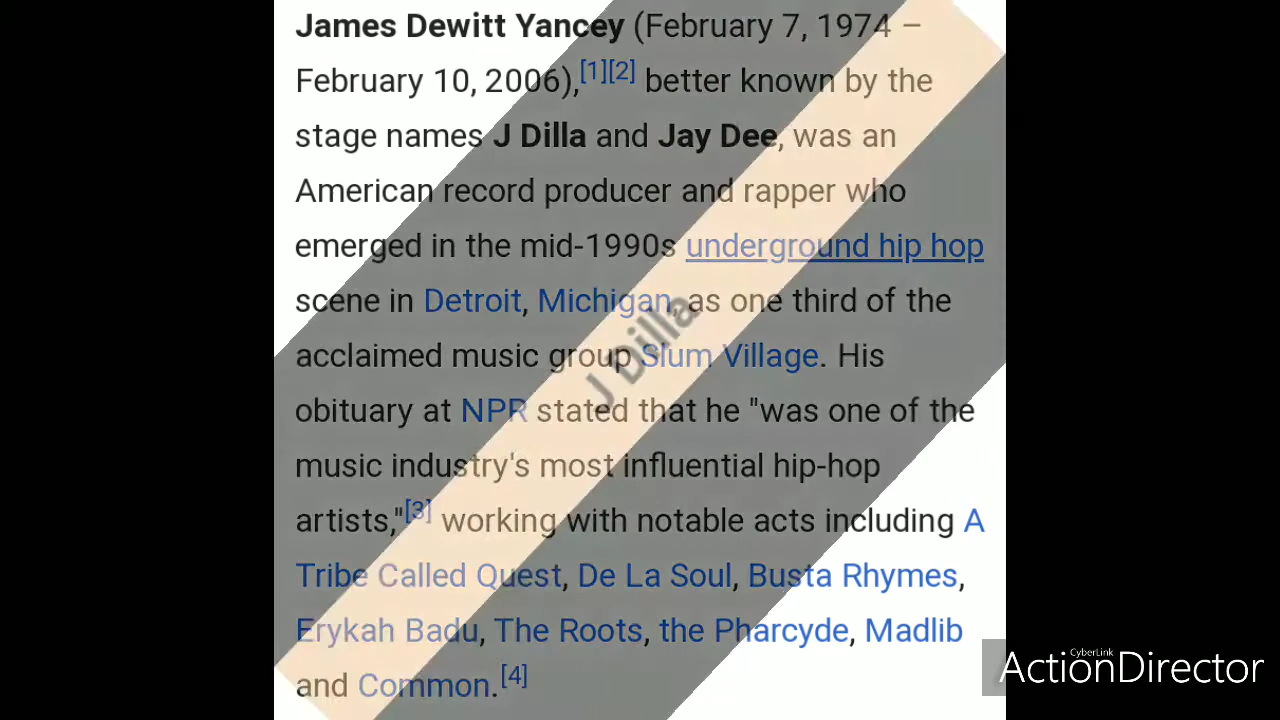 James Dewitt Yancey (February 7, 1974 –
February 10, 2006),[1][2] better known by the
stage names J Dilla and Jay Dee, was an
American record producer and rapper who
emerged in the mid-1990s underground hip hop
scene in Detroit, Michigan, as one third of the
acclaimed music group Slum Village. His
obituary at NPR stated that he "was one of the
music industry's most influential hip-hop
artists,"[3] working with notable acts including A
Tribe Called Quest, De La Soul, Busta Rhymes,
Erykah Badu, The Roots, the Pharcyde, Madlib
and Common.[4]
J Dilla
CyberLink
ActionDirector